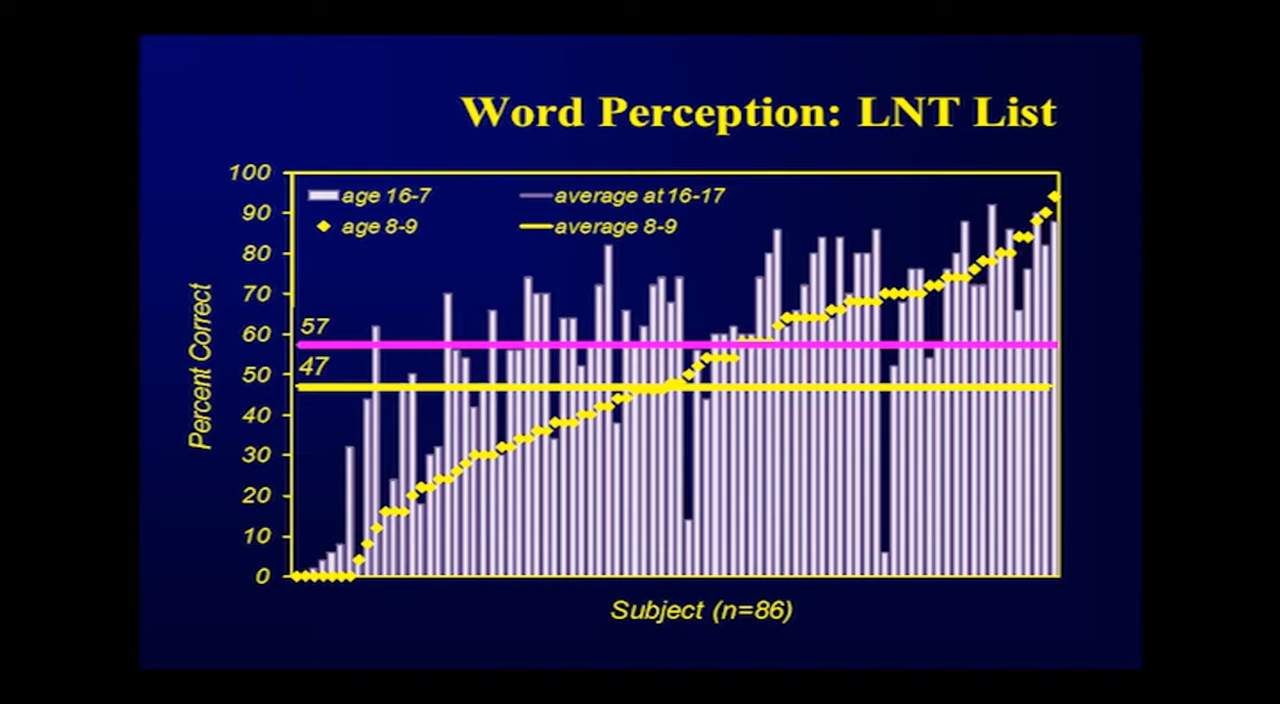 Word Perception: LNT List
100
90
80
70
60
50
40
30
20
10
0
Percent Correct
age 16-7
average at 16-17
age 8-9
average 8-9
57
47
Subject (n=86)